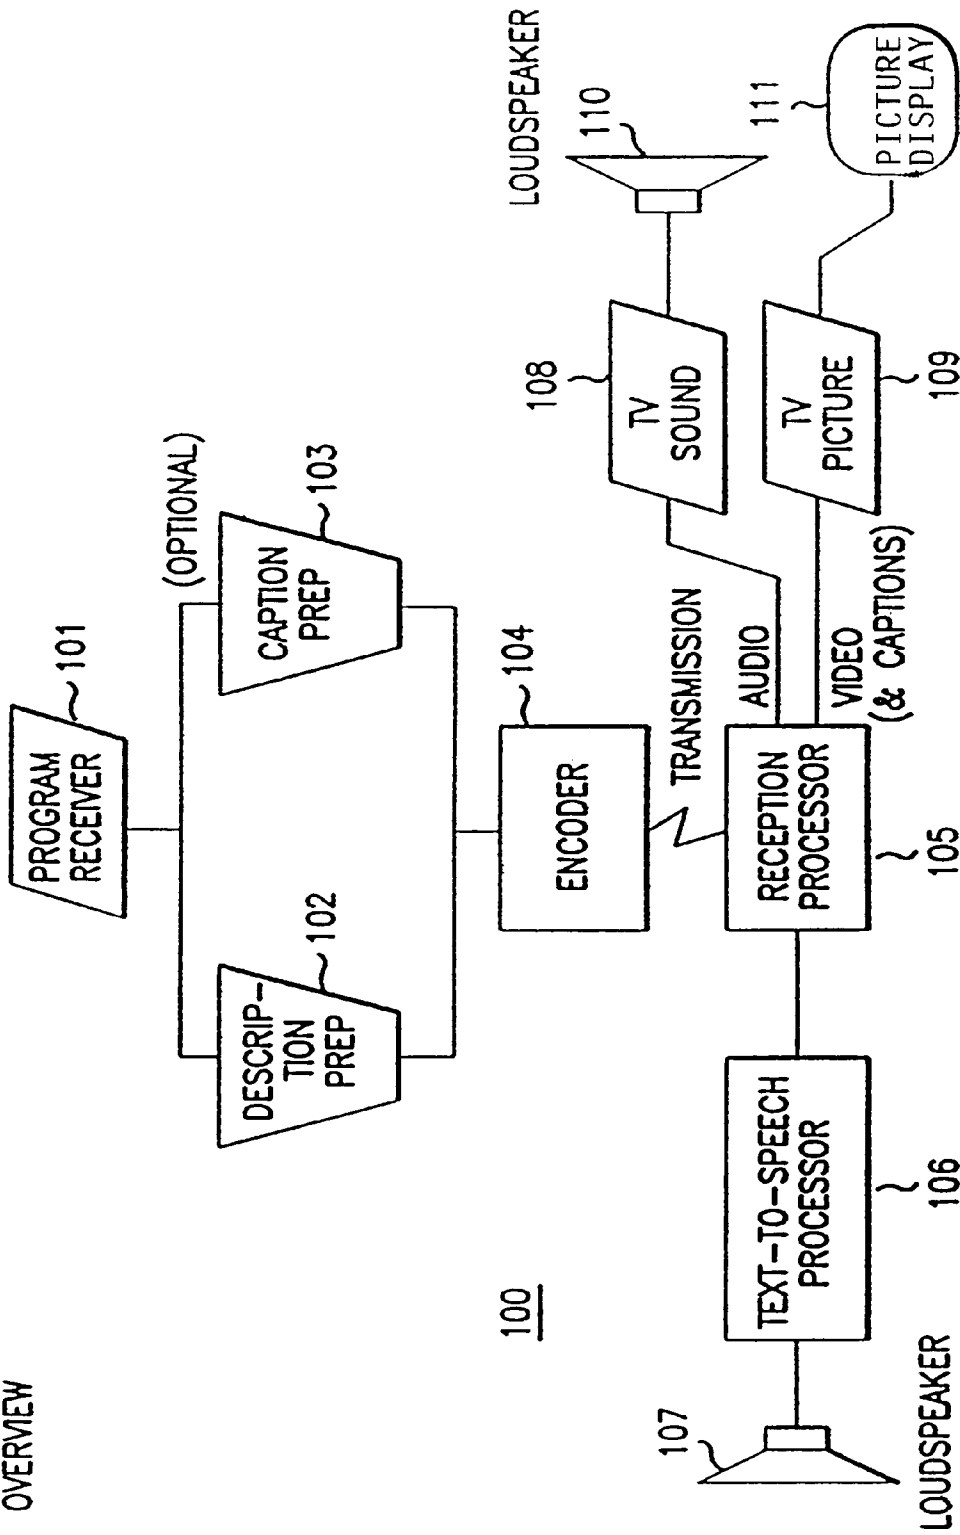 OVERVIEW
PROGRAM
RECEIVER
101
(OPTIONAL)
DESCRIP-
TION
PREP
102
CAPTION
PREP
103
100
ENCODER
104
TRANSMISSION
LOUDSPEAKER
107
TEXT-TO-SPEECH
PROCESSOR
106
RECEPTION
PROCESSOR
105
AUDIO
VIDEO
(& CAPTIONS)
TV
SOUND
108
TV
PICTURE
109
LOUDSPEAKER
110
111
PICTURE
DISPLAY